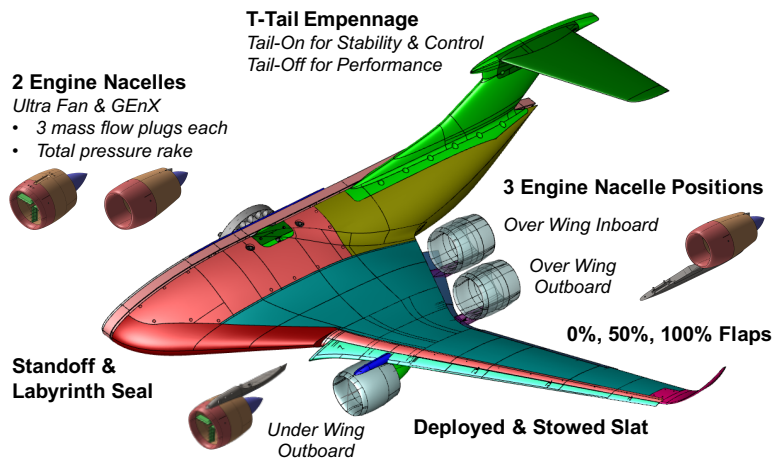 T-Tail Empennage
Tail-On for Stability & Control
Tail-Off for Performance
2 Engine Nacelles
Ultra Fan & GEnX
• 3 mass flow plugs each
• Total pressure rake
3 Engine Nacelle Positions
Over Wing Inboard
Over Wing
Outboard
0%, 50%, 100% Flaps
Standoff &
Labyrinth Seal
Under Wing
Outboard
Deployed & Stowed Slat